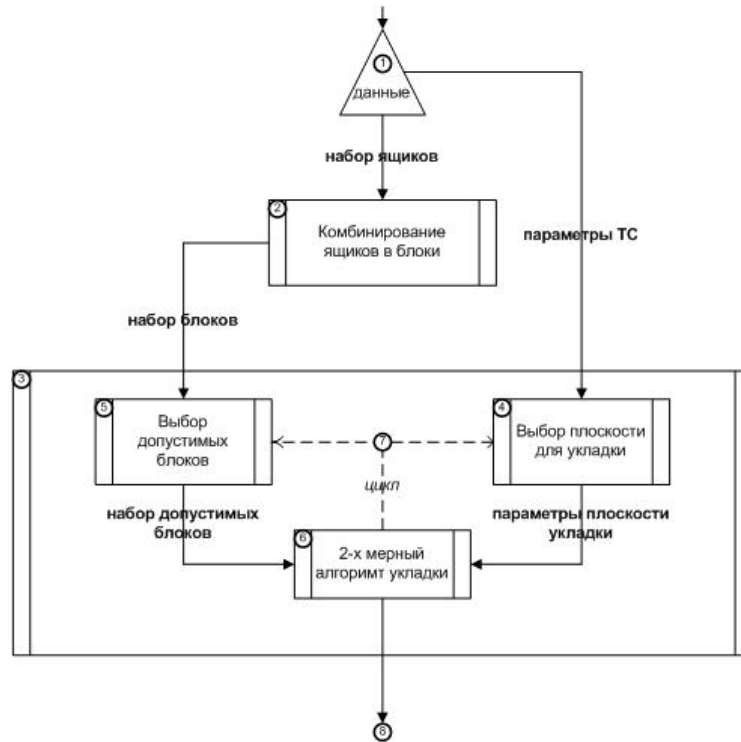 1
данные
набор ящиков
2
Комбинирование
ящиков в блоки
параметры ТС
набор блоков
3
5
Выбор
допустимых
блоков
7
4
Выбор плоскости
для укладки
цикл
набор допустимых
блоков
параметры плоскости
укладки
6
2-х мерный
алгоримт укладки
8